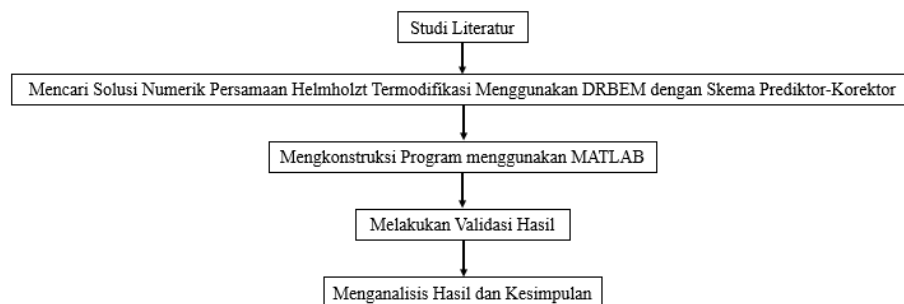 Studi Literatur
Mencari Solusi Numerik Persamaan Helmholzt Termodifikasi Menggunakan DRBEM dengan Skema Prediktor-Korektor
Mengkonstruksi Program menggunakan MATLAB
Melakukan Validasi Hasil
Menganalisis Hasil dan Kesimpulan